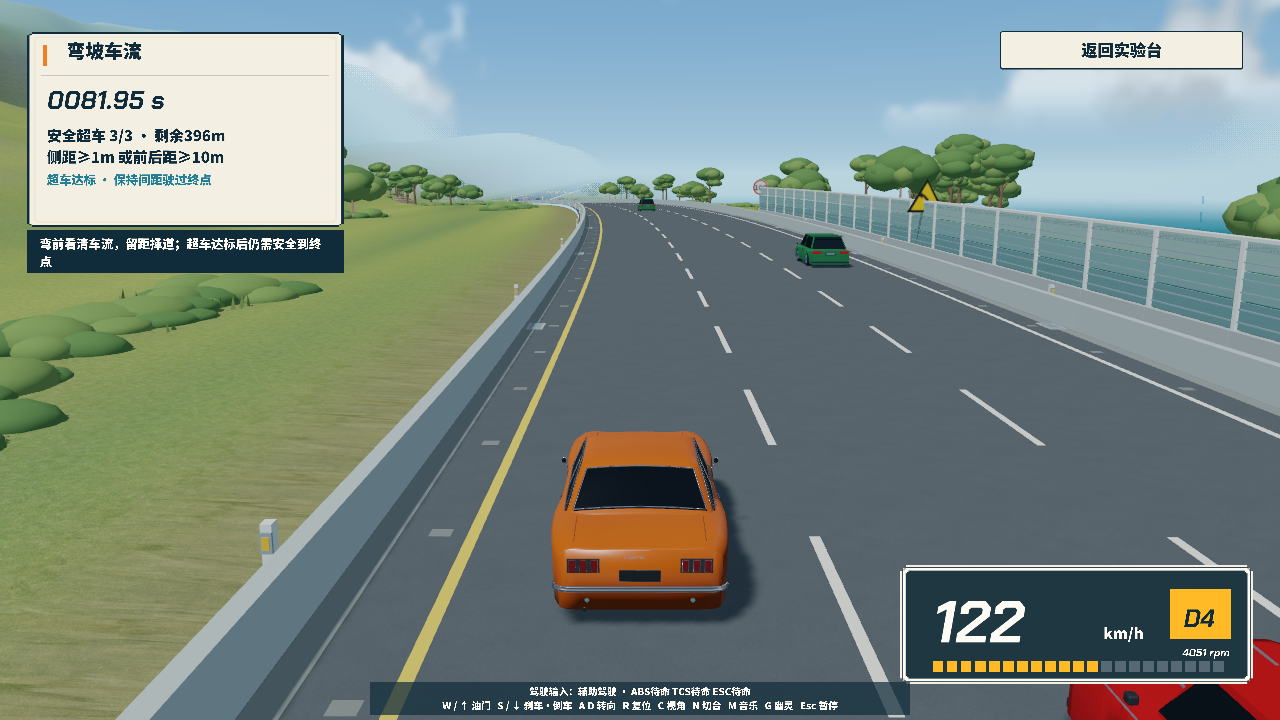 弯坡车流
返回实验台
0081.95 s
安全超车 3/3 · 剩余396m
侧距≥1m 或前后距≥10m
超车达标 · 保持间距驶过终点
弯前看清车流，留距择道；超车达标后仍需安全到终
点
122 km/h D4
4051 rpm
驾驶输入：辅助驾驶 · ABS待命 TCS待命 ESC待命
W / ↑ 油门 S / ↓ 刹车·倒车 A D 转向 R 复位 C 视角 N 切台 M 音乐 G 幽灵 Esc 暂停